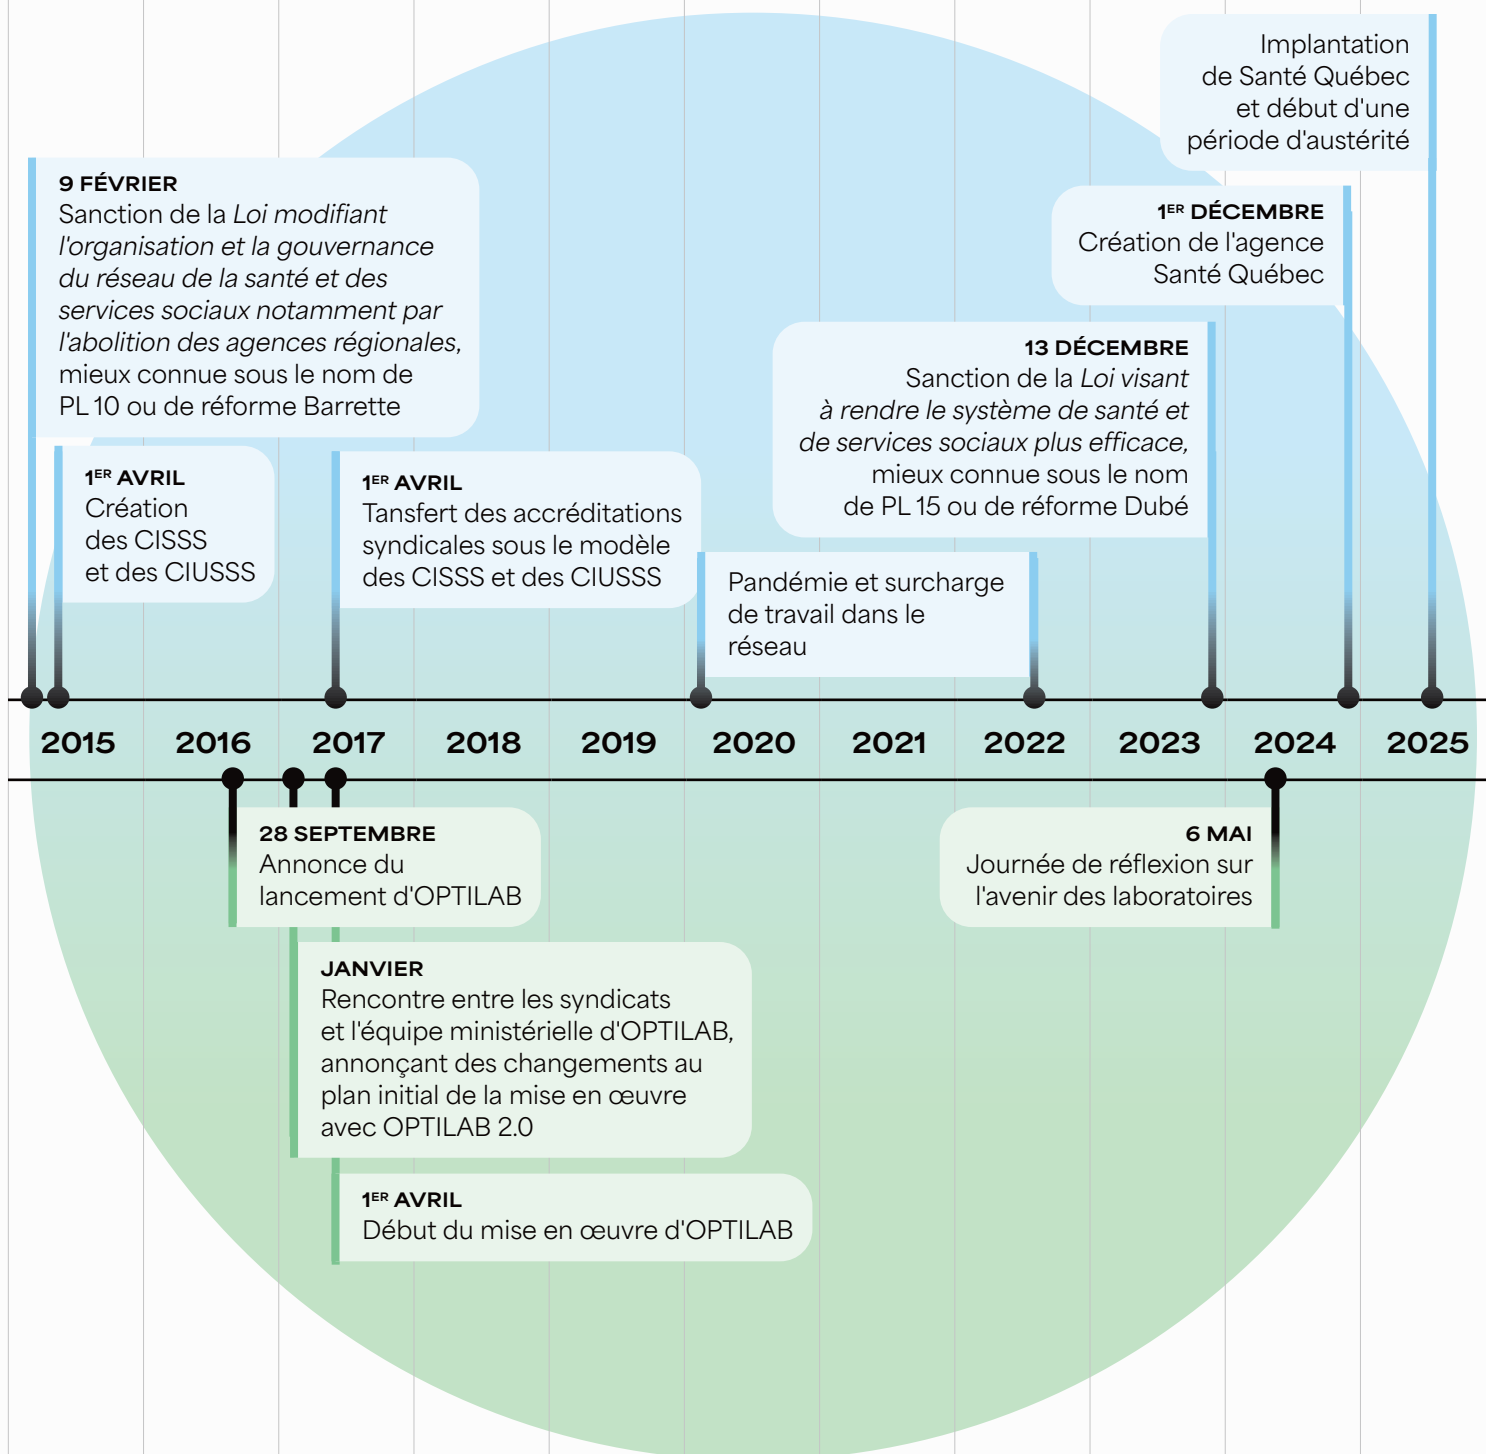 Implantation
de Santé Québec
et début d'une
période d'austérité
9 FÉVRIER
Sanction de la Loi modifiant
l'organisation et la gouvernance
du réseau de la santé et des
services sociaux notamment par
l'abolition des agences régionales,
mieux connue sous le nom de
PL 10 ou de réforme Barrette
1ER DÉCEMBRE
Création de l'agence
Santé Québec
13 DÉCEMBRE
Sanction de la Loi visant
à rendre le système de santé et
de services sociaux plus efficace,
mieux connue sous le nom
de PL 15 ou de réforme Dubé
1ER AVRIL
Création
des CISSS
et des CIUSSS
1ER AVRIL
Tansfert des accréditations
syndicales sous le modèle
des CISSS et des CIUSSS
Pandémie et surcharge
de travail dans le
réseau
2015 2016 2017 2018 2019 2020 2021 2022 2023 2024 2025
28 SEPTEMBRE
Annonce du
lancement d'OPTILAB
6 MAI
Journée de réflexion sur
l'avenir des laboratoires
JANVIER
Rencontre entre les syndicats
et l'équipe ministérielle d'OPTILAB,
annonçant des changements au
plan initial de la mise en œuvre
avec OPTILAB 2.0
1ER AVRIL
Début du mise en œuvre d'OPTILAB